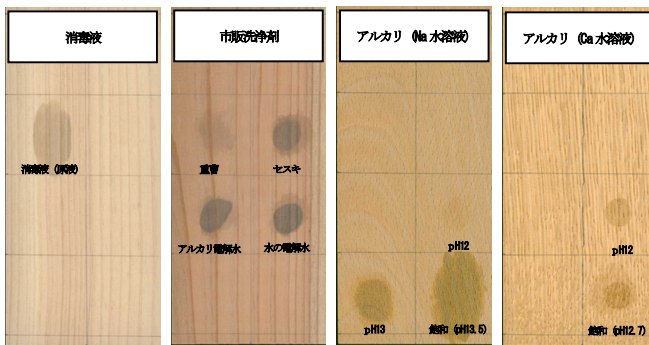 消毒液
消毒液（原液）
市販洗浄剤
重曹
セスキ
アルカリ電解水
水の電解水
アルカリ（Na水溶液）
pH12
pH13
飽和（pH13.5）
アルカリ（Ca水溶液）
pH12
飽和（pH12.7）